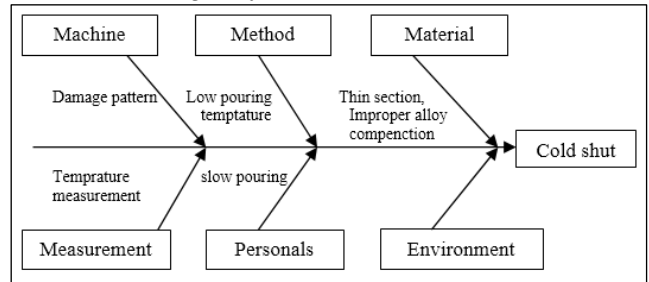 Machine
Method
Material
Damage pattern
Low pouring
temptature
Thin section,
Improper alloy
compenction
Cold shut
Temprature
measurement
slow pouring
Measurement
Personals
Environment